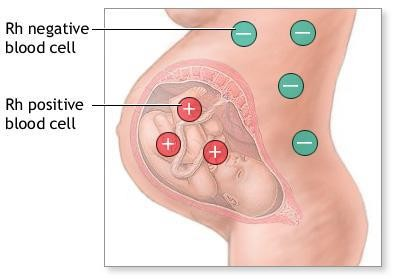 Rh negative
blood cell
Rh positive
blood cell